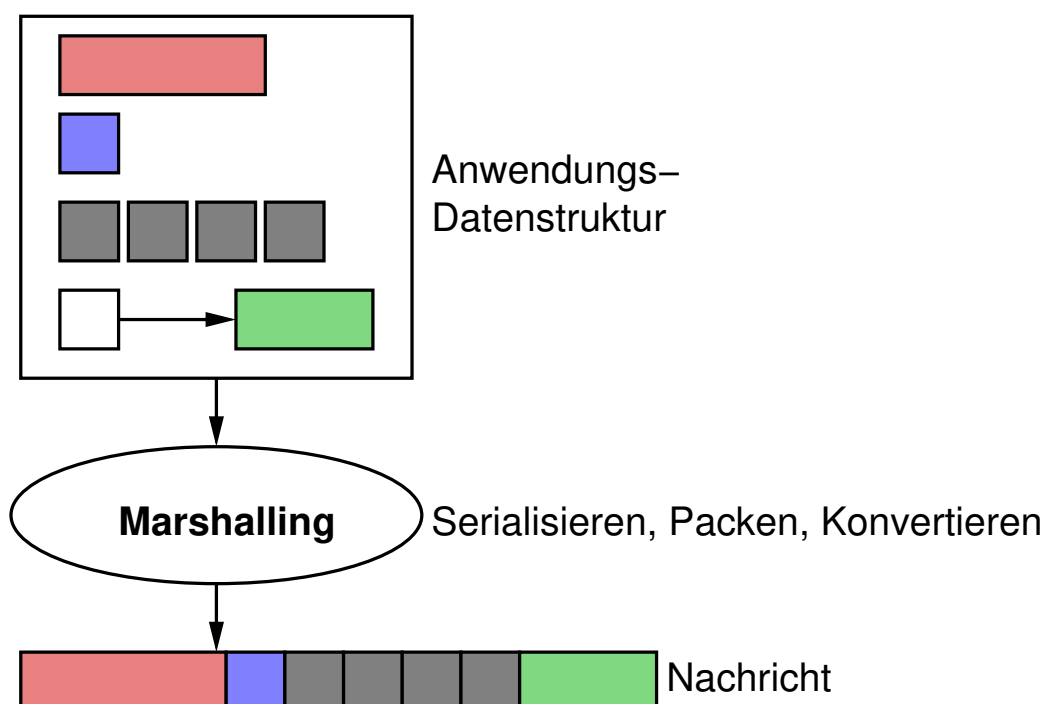 Anwendungs–
Datenstruktur
Marshalling
Serialisieren, Packen, Konvertieren
Nachricht